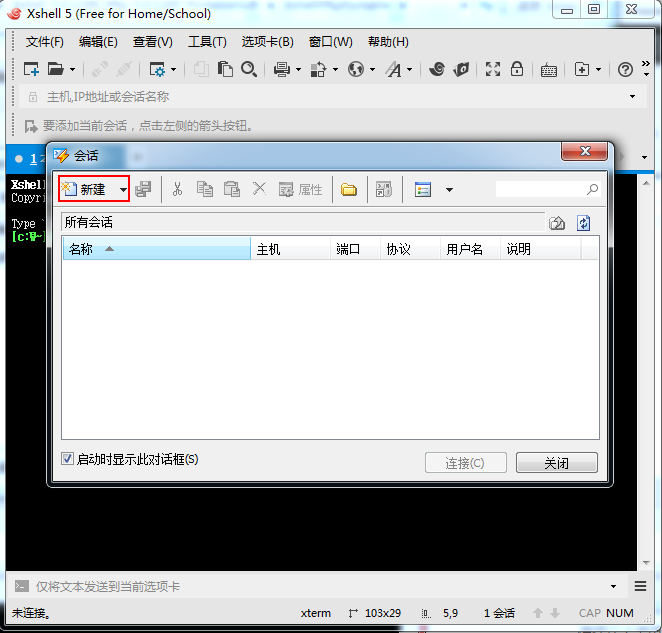 Xshell 5 (Free for Home/School)
文件(F) 编辑(E) 查看(V) 工具(T) 选项卡(B) 窗口(W) 帮助(H)
主机,IP地址或会话名称
要添加当前会话，点击左侧的箭头按钮。
1
会话
Xshell
Copyri
Type
[c:\~]
新建 属性
所有会话
名称 主机 端口 协议 用户名 说明
启动时显示此对话框(S) 连接(C) 关闭
仅将文本发送到当前选项卡
未连接。 xterm 103x29 5,9 1 会话 CAP NUM